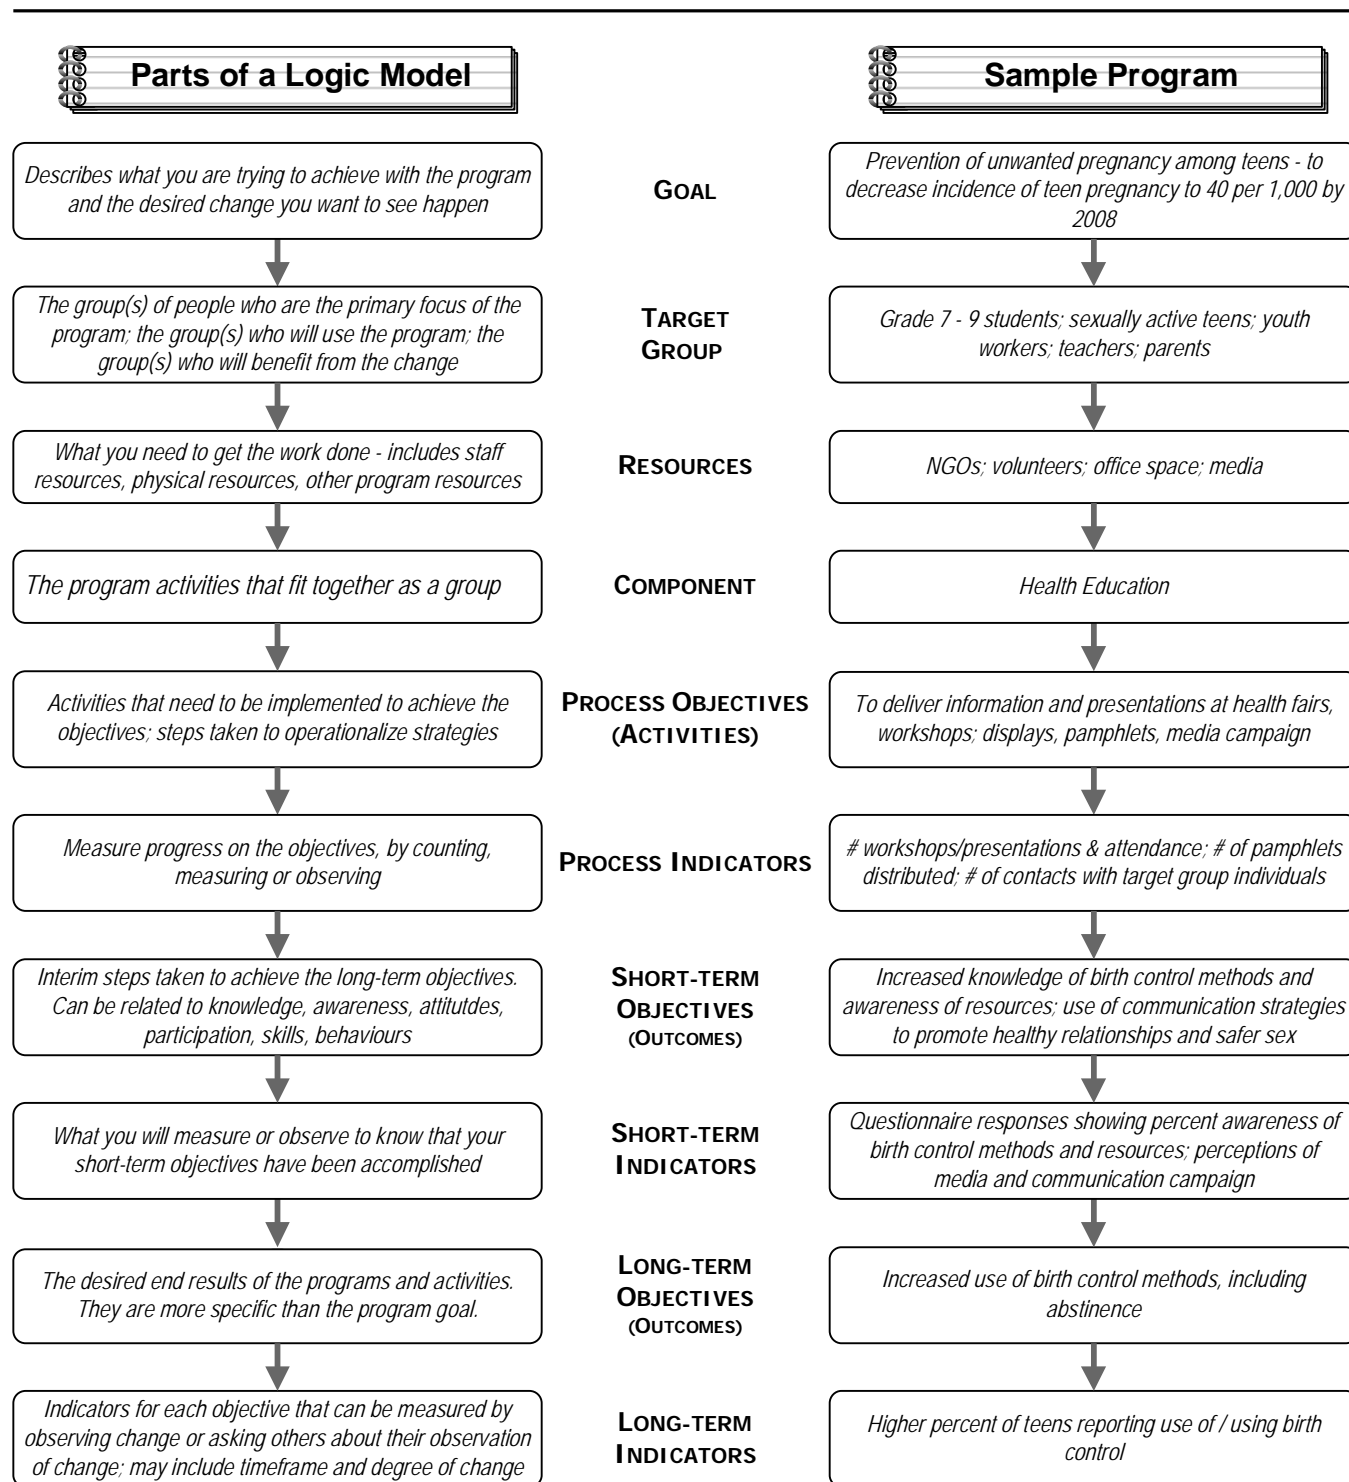 Parts of a Logic Model
Sample Program
Describes what you are trying to achieve with the program
and the desired change you want to see happen
GOAL
Prevention of unwanted pregnancy among teens - to
decrease incidence of teen pregnancy to 40 per 1,000 by
2008
The group(s) of people who are the primary focus of the
program; the group(s) who will use the program; the
group(s) who will benefit from the change
TARGET
GROUP
Grade 7 - 9 students; sexually active teens; youth
workers; teachers; parents
What you need to get the work done - includes staff
resources, physical resources, other program resources
RESOURCES
NGOs; volunteers; office space; media
The program activities that fit together as a group
COMPONENT
Health Education
Activities that need to be implemented to achieve the
objectives; steps taken to operationalize strategies
PROCESS OBJECTIVES
(ACTIVITIES)
To deliver information and presentations at health fairs,
workshops; displays, pamphlets, media campaign
Measure progress on the objectives, by counting,
measuring or observing
PROCESS INDICATORS
# workshops/presentations & attendance; # of pamphlets
distributed; # of contacts with target group individuals
Interim steps taken to achieve the long-term objectives.
Can be related to knowledge, awareness, attitutdes,
participation, skills, behaviours
SHORT-TERM
OBJECTIVES
(OUTCOMES)
Increased knowledge of birth control methods and
awareness of resources; use of communication strategies
to promote healthy relationships and safer sex
What you will measure or observe to know that your
short-term objectives have been accomplished
SHORT-TERM
INDICATORS
Questionnaire responses showing percent awareness of
birth control methods and resources; perceptions of
media and communication campaign
The desired end results of the programs and activities.
They are more specific than the program goal.
LONG-TERM
OBJECTIVES
(OUTCOMES)
Increased use of birth control methods, including
abstinence
Indicators for each objective that can be measured by
observing change or asking others about their observation
of change; may include timeframe and degree of change
LONG-TERM
INDICATORS
Higher percent of teens reporting use of / using birth
control